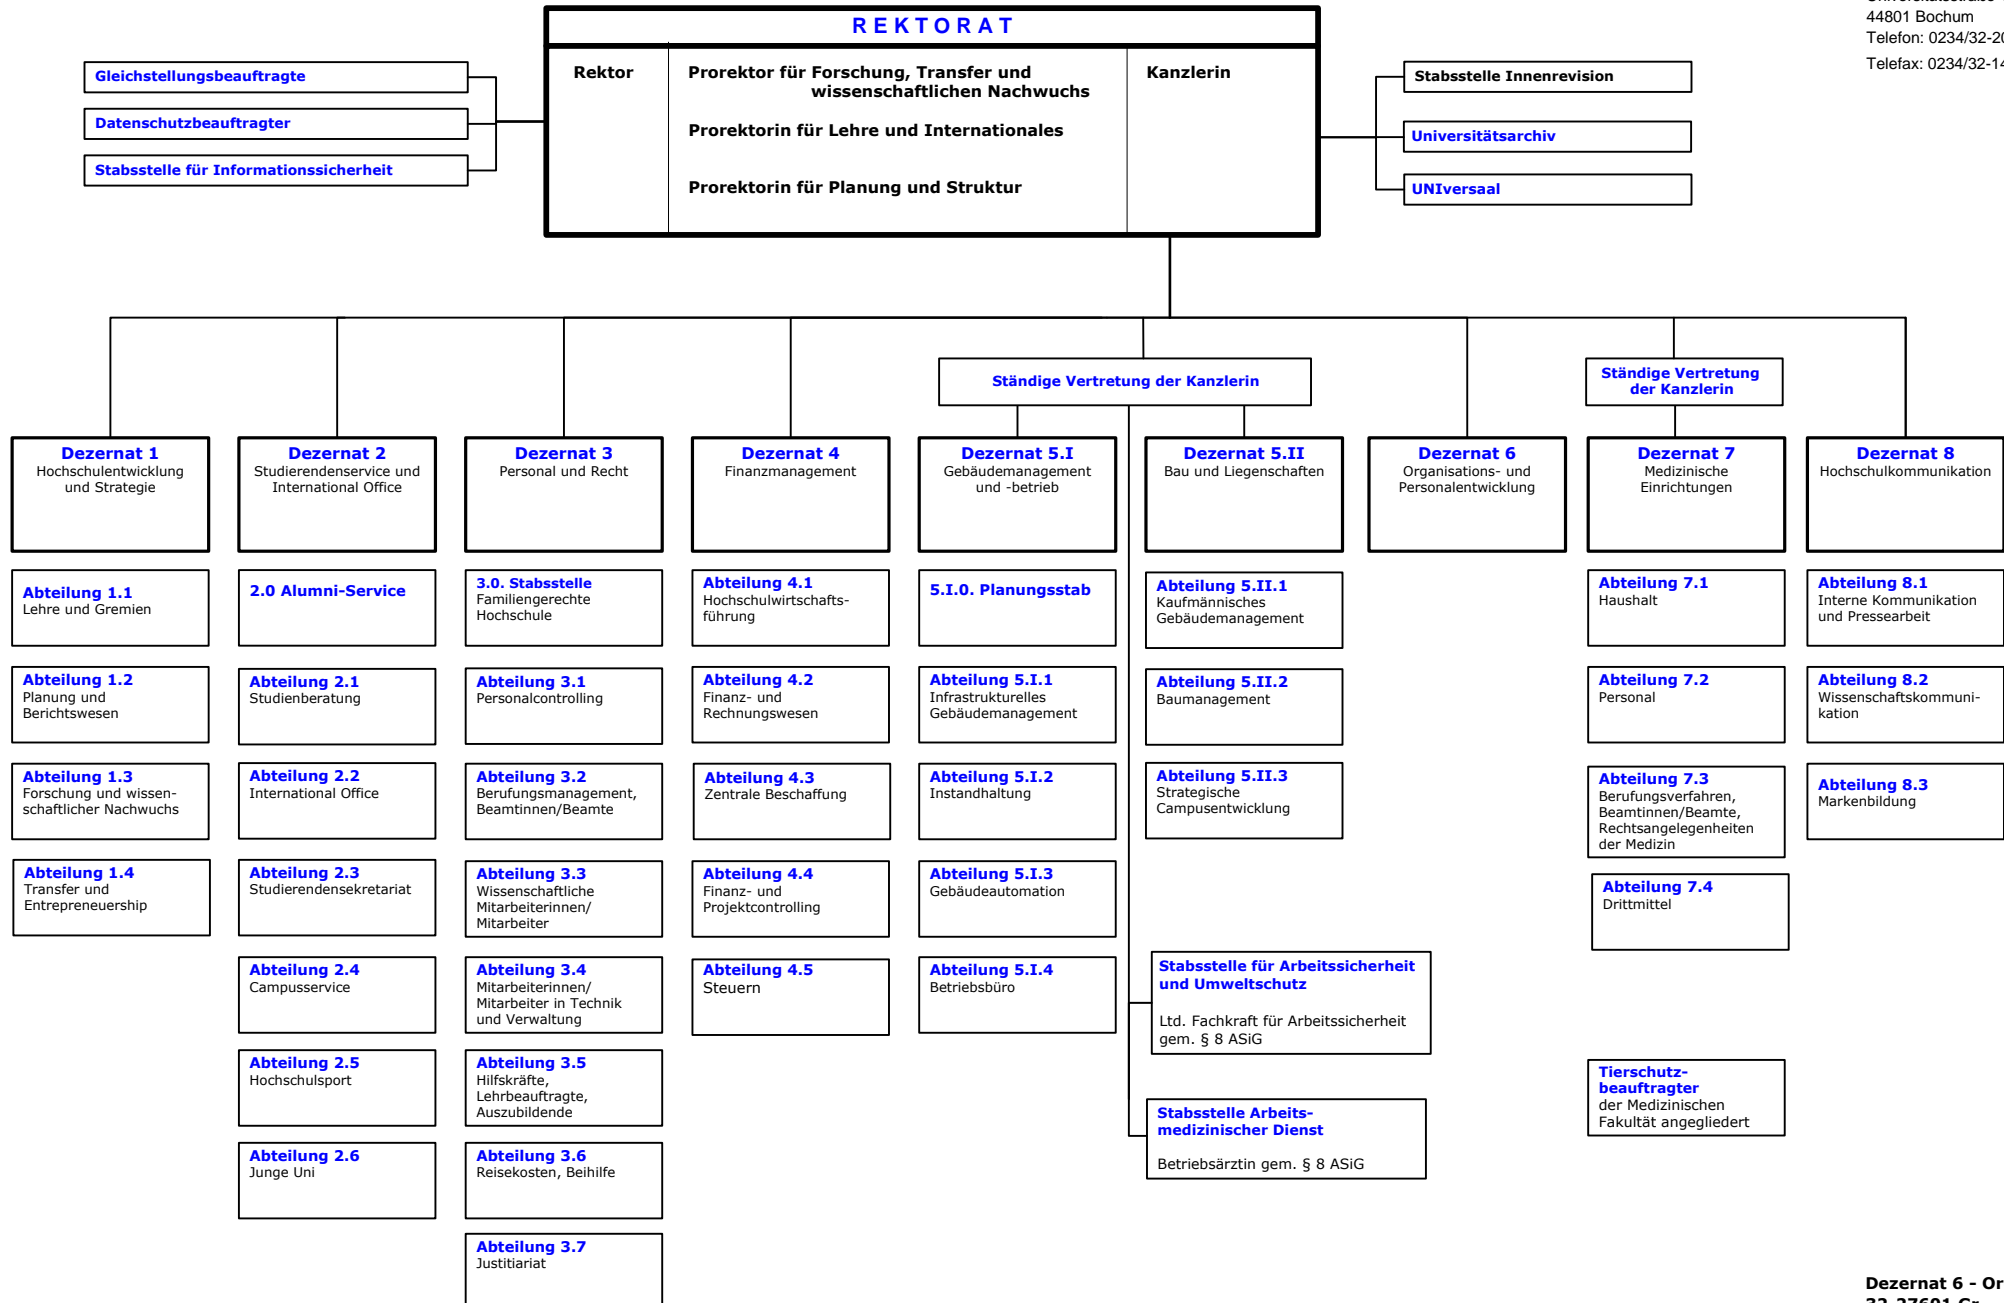 44801 Bochum
Telefon: 0234/32-20
Telefax: 0234/32-14
R E K T O R A T
Rektor
Prorektor für Forschung, Transfer und
wissenschaftlichen Nachwuchs
Prorektorin für Lehre und Internationales
Prorektorin für Planung und Struktur
Kanzlerin
Gleichstellungsbeauftragte
Datenschutzbeauftragter
Stabsstelle für Informationssicherheit
Stabsstelle Innenrevision
Universitätsarchiv
UNIversaal
Ständige Vertretung der Kanzlerin
Ständige Vertretung
der Kanzlerin
Dezernat 1
Hochschulentwicklung
und Strategie
Abteilung 1.1
Lehre und Gremien
Abteilung 1.2
Planung und
Berichtswesen
Abteilung 1.3
Forschung und wissen-
schaftlicher Nachwuchs
Abteilung 1.4
Transfer und
Entrepreneuership
Dezernat 2
Studierendenservice und
International Office
2.0 Alumni-Service
Abteilung 2.1
Studienberatung
Abteilung 2.2
International Office
Abteilung 2.3
Studierendensekretariat
Abteilung 2.4
Campusservice
Abteilung 2.5
Hochschulsport
Abteilung 2.6
Junge Uni
Dezernat 3
Personal und Recht
3.0. Stabsstelle
Familiengerechte
Hochschule
Abteilung 3.1
Personalcontrolling
Abteilung 3.2
Berufungsmanagement,
Beamtinnen/Beamte
Abteilung 3.3
Wissenschaftliche
Mitarbeiterinnen/
Mitarbeiter
Abteilung 3.4
Mitarbeiterinnen/
Mitarbeiter in Technik
und Verwaltung
Abteilung 3.5
Hilfskräfte,
Lehrbeauftragte,
Auszubildende
Abteilung 3.6
Reisekosten, Beihilfe
Abteilung 3.7
Justitiariat
Dezernat 4
Finanzmanagement
Abteilung 4.1
Hochschulwirtschafts-
führung
Abteilung 4.2
Finanz- und
Rechnungswesen
Abteilung 4.3
Zentrale Beschaffung
Abteilung 4.4
Finanz- und
Projektcontrolling
Abteilung 4.5
Steuern
Dezernat 5.I
Gebäudemanagement
und -betrieb
5.I.0. Planungsstab
Abteilung 5.I.1
Infrastrukturelles
Gebäudemanagement
Abteilung 5.I.2
Instandhaltung
Abteilung 5.I.3
Gebäudeautomation
Abteilung 5.I.4
Betriebsbüro
Dezernat 5.II
Bau und Liegenschaften
Abteilung 5.II.1
Kaufmännisches
Gebäudemanagement
Abteilung 5.II.2
Baumanagement
Abteilung 5.II.3
Strategische
Campusentwicklung
Stabsstelle für Arbeitssicherheit
und Umweltschutz
Ltd. Fachkraft für Arbeitssicherheit
gem. § 8 ASiG
Stabsstelle Arbeits-
medizinischer Dienst
Betriebsärztin gem. § 8 ASiG
Dezernat 6
Organisations- und
Personalentwicklung
Dezernat 7
Medizinische
Einrichtungen
Abteilung 7.1
Haushalt
Abteilung 7.2
Personal
Abteilung 7.3
Berufungsverfahren,
Beamtinnen/Beamte,
Rechtsangelegenheiten
der Medizin
Abteilung 7.4
Drittmittel
Tierschutz-
beauftragter
der Medizinischen
Fakultät angegliedert
Dezernat 8
Hochschulkommunikation
Abteilung 8.1
Interne Kommunikation
und Pressearbeit
Abteilung 8.2
Wissenschaftskommuni-
kation
Abteilung 8.3
Markenbildung
Dezernat 6 - Or